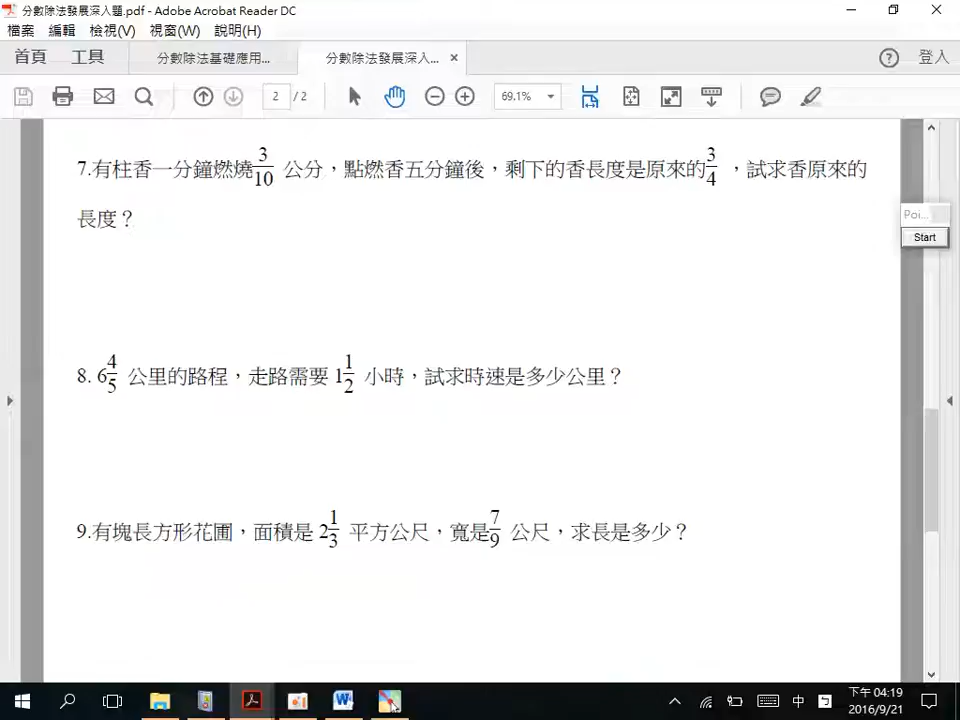 分數除法發展深入題.pdf - Adobe Acrobat Reader DC
檔案 編輯 檢視(V) 視窗(W) 說明(H)
首頁 工具 分數除法基礎應用... 分數除法發展深入... × 登入
2 / 2 69.1%
7.有柱香一分鐘燃燒3/10 公分，點燃香五分鐘後，剩下的香長度是原來的3/4 ，試求香原來的
長度？
Poi...
Start
8. 6 4/5 公里的路程，走路需要 1 1/2 小時，試求時速是多少公里？
9.有塊長方形花圃，面積是 2 1/3 平方公尺，寬是7/9 公尺，求長是多少？
中 下午 04:19
2016/9/21